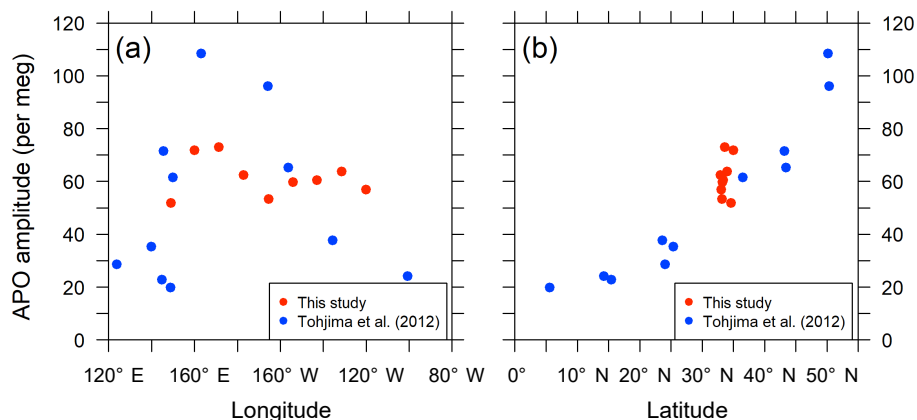 120
100
80
60
40
20
0
APO amplitude (per meg)
(a)
This study
Tohjima et al. (2012)
120° E 160° E 160° W 120° W 80° W
Longitude
(b)
This study
Tohjima et al. (2012)
0° 10° N 20° N 30° N 40° N 50° N
Latitude
120
100
80
60
40
20
0